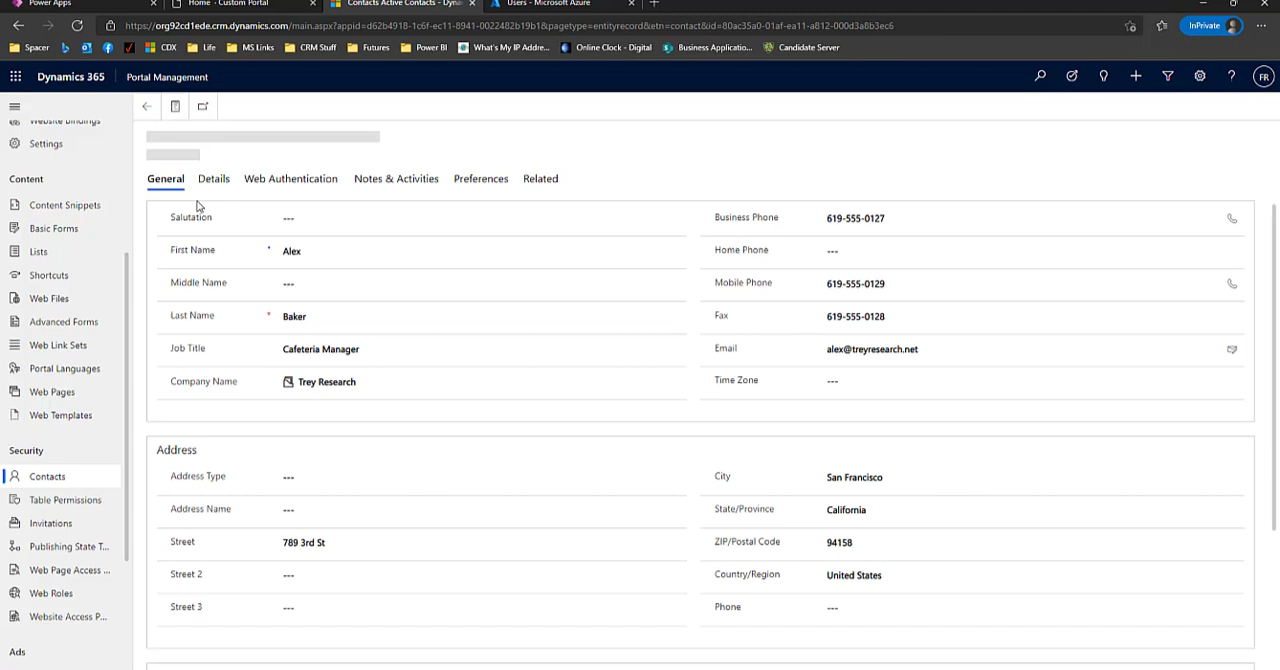 Power Apps
Home · Custom Portal
Contacts Active Contacts - Dyna
Users - Microsoft Azure
https://org92cd1ede.crm.dynamics.com/main.aspx?appid=d62b4918-1c6f-ec11-8941-0022482b19b1&pagetype=entityrecord&etn=contact&id=80ac35a0-01af-ea11-a812-000d3a8b3ec6
InPrivate
Spacer
CDX
Life
MS Links
CRM Stuff
Futures
Power BI
What's My IP Addre...
Online Clock - Digital
Business Applicatio...
Candidate Server
Dynamics 365
Portal Management
FR
Website Bindings
Settings
Content
Content Snippets
Basic Forms
Lists
Shortcuts
Web Files
Advanced Forms
Web Link Sets
Portal Languages
Web Pages
Web Templates
Security
Contacts
Table Permissions
Invitations
Publishing State T...
Web Page Access ...
Web Roles
Website Access P...
Ads
General
Details
Web Authentication
Notes & Activities
Preferences
Related
Salutation ---
First Name * Alex
Middle Name ---
Last Name * Baker
Job Title Cafeteria Manager
Company Name Trey Research
Business Phone 619-555-0127
Home Phone ---
Mobile Phone 619-555-0129
Fax 619-555-0128
Email alex@treyresearch.net
Time Zone ---
Address
Address Type ---
Address Name ---
Street 789 3rd St
Street 2 ---
Street 3 ---
City San Francisco
State/Province California
ZIP/Postal Code 94158
Country/Region United States
Phone ---